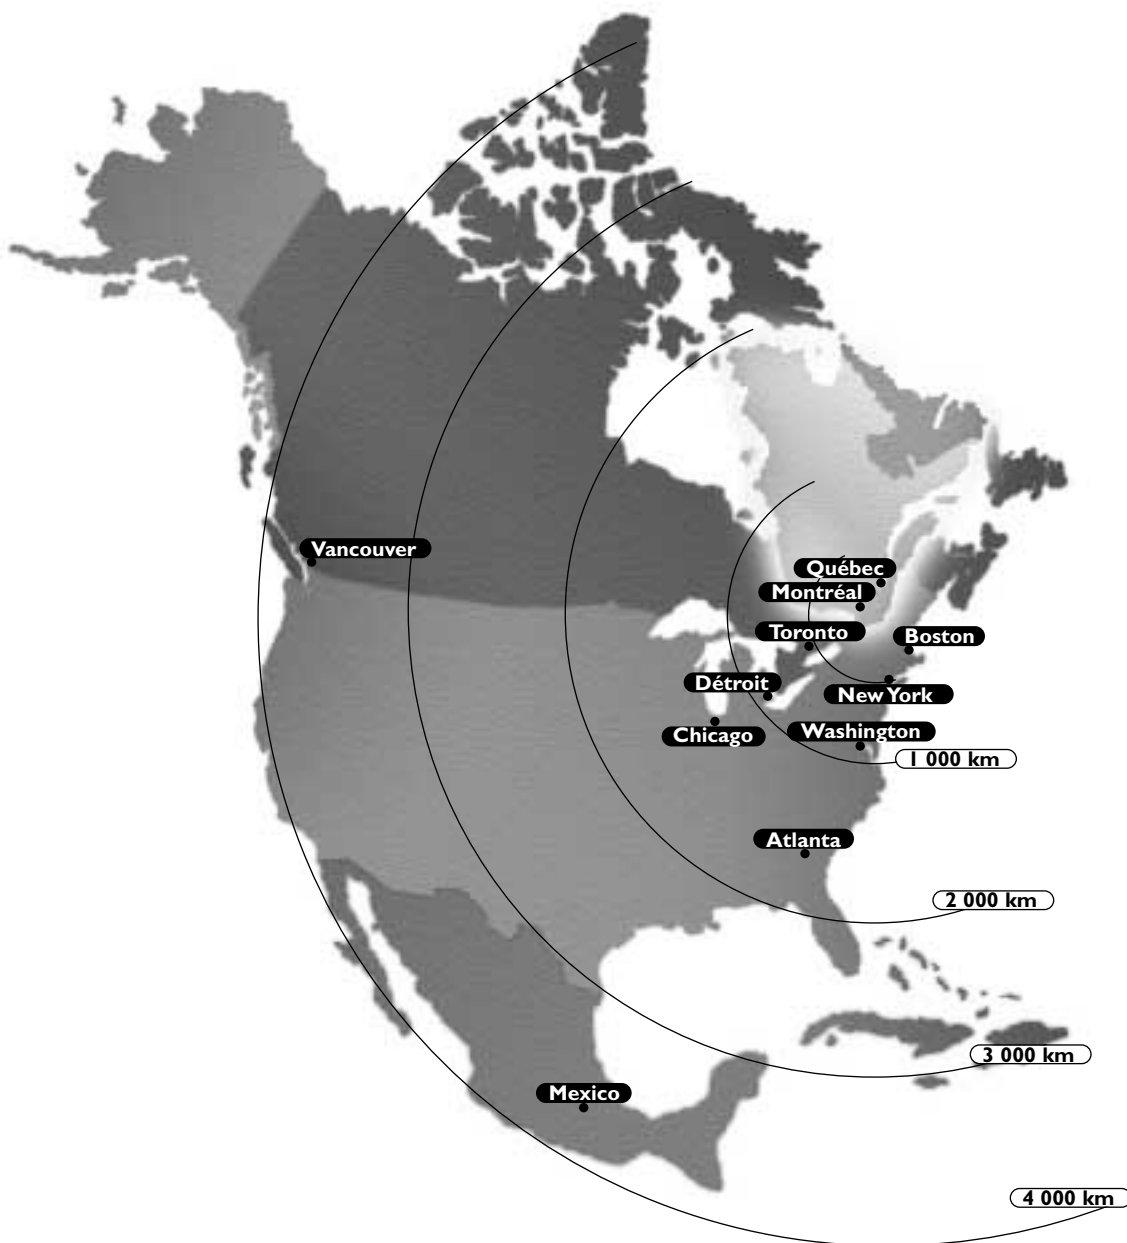 Vancouver
Québec
Montréal
Toronto
Boston
Détroit
New York
Chicago
Washington
1 000 km
Atlanta
2 000 km
3 000 km
Mexico
4 000 km